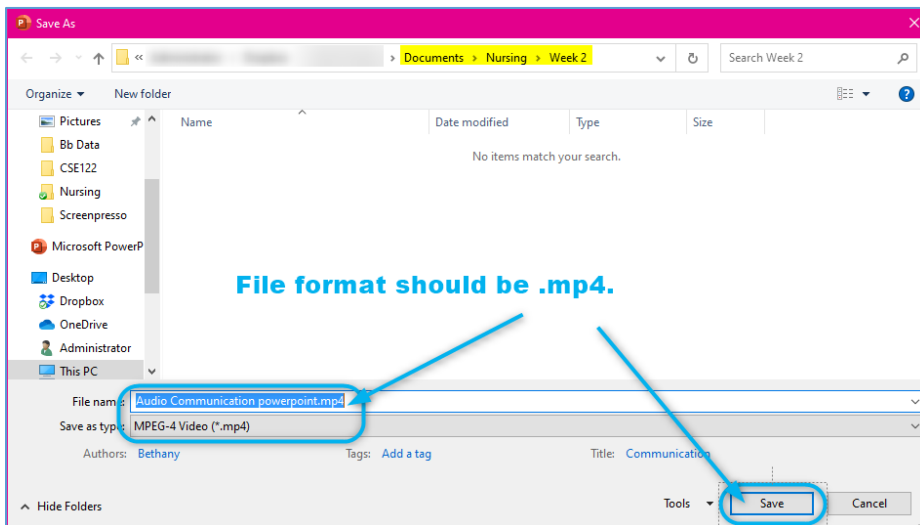 Save As
« > Documents > Nursing > Week 2 Search Week 2
Organize New folder
Name Date modified Type Size
No items match your search.
Pictures
Bb Data
CSE122
Nursing
Screenpresso
Microsoft PowerP
Desktop
Dropbox
OneDrive
Administrator
This PC
File format should be .mp4.
File name: Audio Communication powerpoint.mp4
Save as type: MPEG-4 Video (*.mp4)
Authors: Bethany Tags: Add a tag Title: Communication
Hide Folders Tools Save Cancel